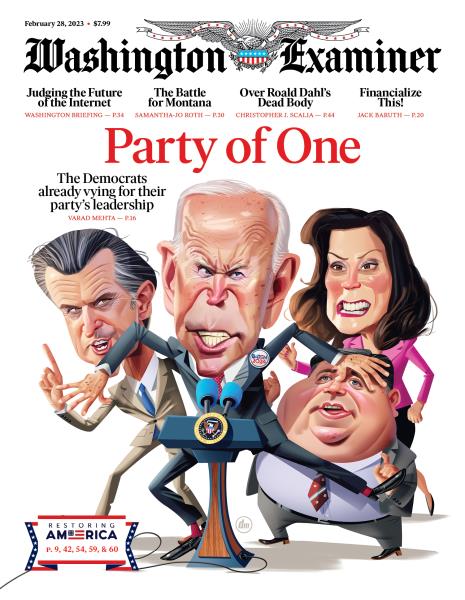 February 28, 2023 • $7.99
Washington Examiner
Judging the Future
of the Internet
WASHINGTON BRIEFING — P.34
The Battle
for Montana
SAMANTHA-JO ROTH — P.30
Over Roald Dahl's
Dead Body
CHRISTOPHER J. SCALIA — P.44
Financialize
This!
JACK BARUTH — P.20
Party of One
The Democrats
already vying for their
party's leadership
VARAD MEHTA — P.16
RESTORING
AMERICA
P. 9, 42, 54, 59, & 60